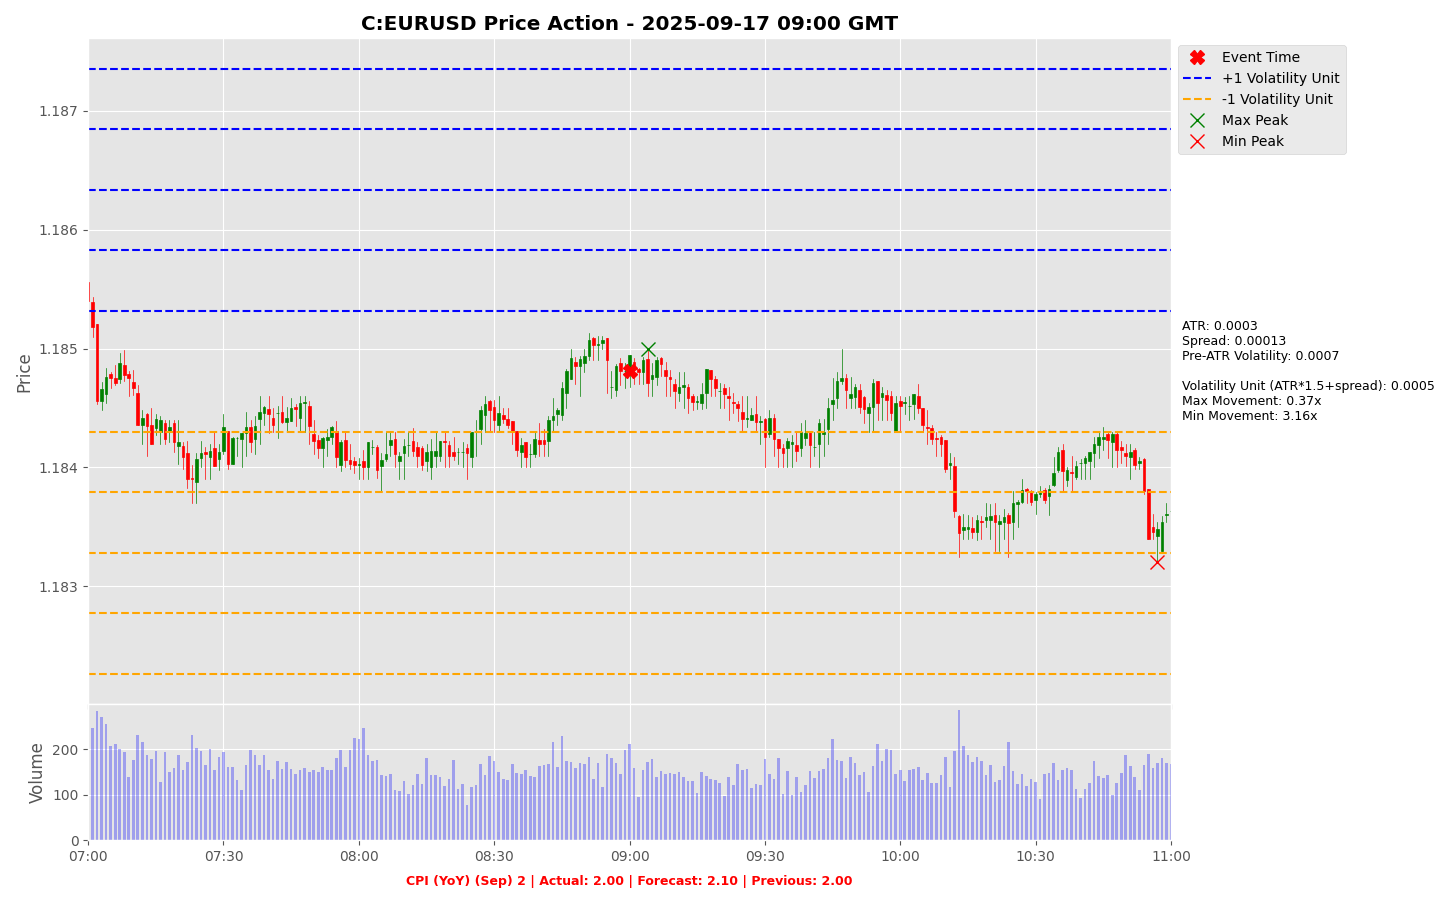 C:EURUSD Price Action - 2025-09-17 09:00 GMT
Event Time
+1 Volatility Unit
-1 Volatility Unit
Max Peak
Min Peak
Price
1.187
1.186
1.185
1.184
1.183
ATR: 0.0003
Spread: 0.00013
Pre-ATR Volatility: 0.0007
Volatility Unit (ATR*1.5+spread): 0.0005
Max Movement: 0.37x
Min Movement: 3.16x
Volume
200
100
0
07:00 07:30 08:00 08:30 09:00 09:30 10:00 10:30 11:00
CPI (YoY) (Sep) 2 | Actual: 2.00 | Forecast: 2.10 | Previous: 2.00